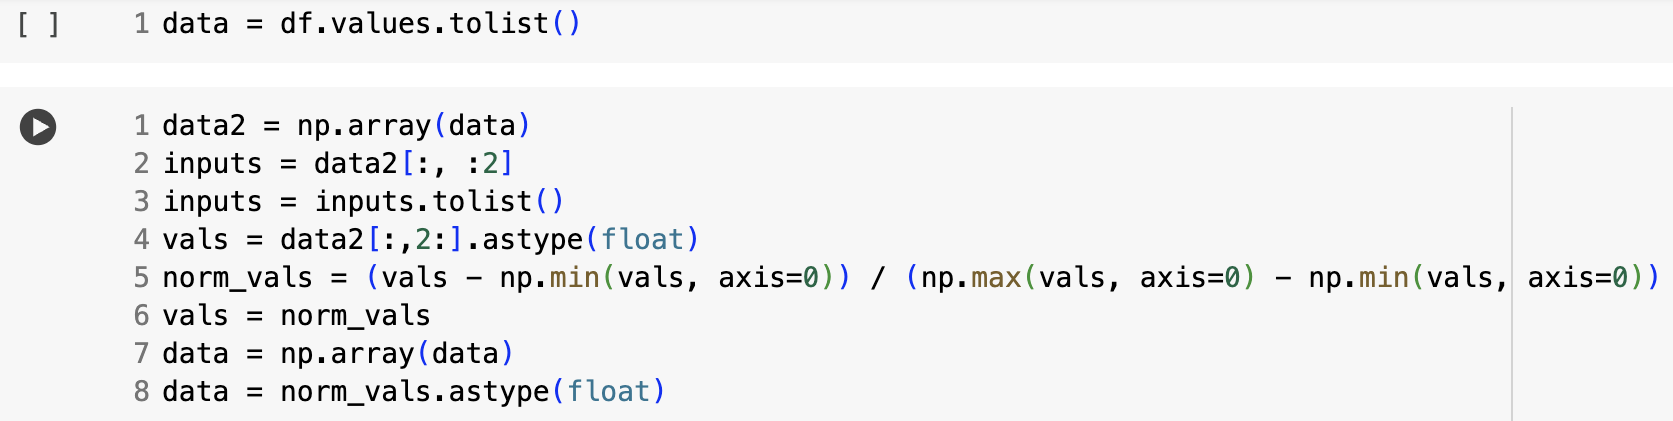 [ ] 1 data = df.values.tolist()
1 data2 = np.array(data)
2 inputs = data2[:, :2]
3 inputs = inputs.tolist()
4 vals = data2[:,2:].astype(float)
5 norm_vals = (vals - np.min(vals, axis=0)) / (np.max(vals, axis=0) - np.min(vals, axis=0))
6 vals = norm_vals
7 data = np.array(data)
8 data = norm_vals.astype(float)